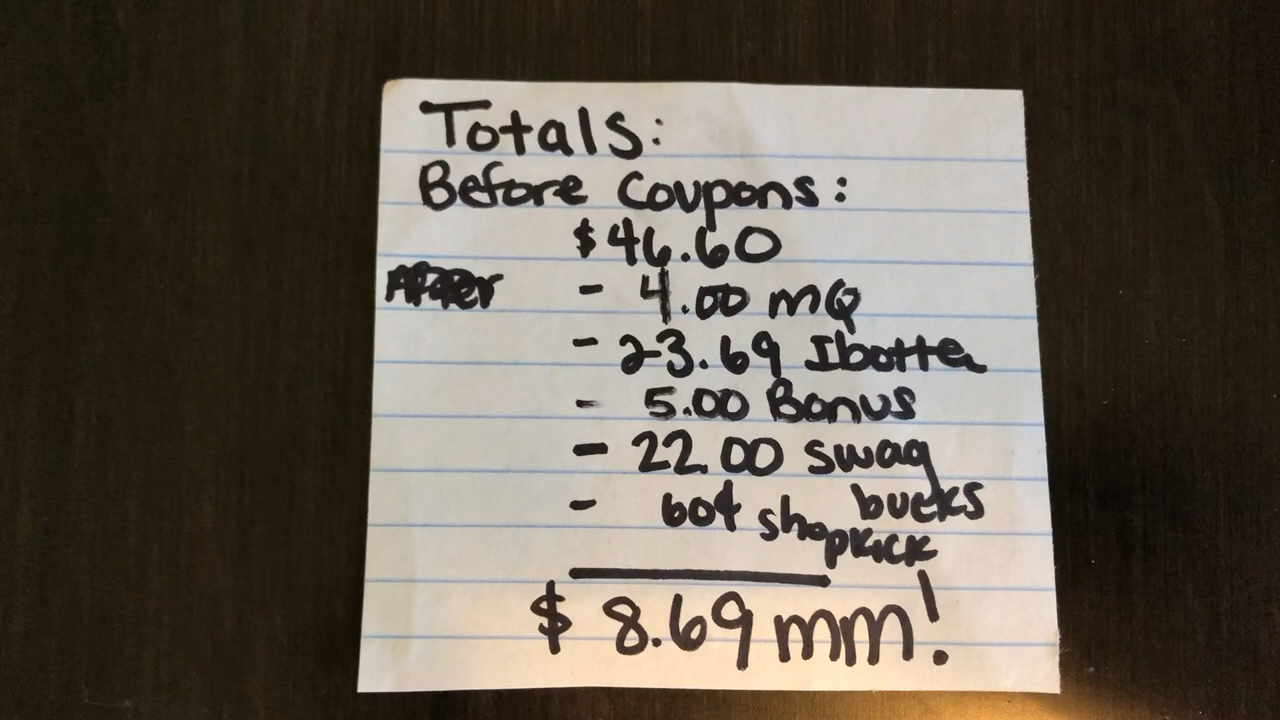 Totals:
Before Coupons:
$46.60
- 4.00 MQ
- 23.69 Ibotta
- 5.00 Bonus
- 22.00 swag
bucks
- 60¢ shopkick
$8.69 mm!